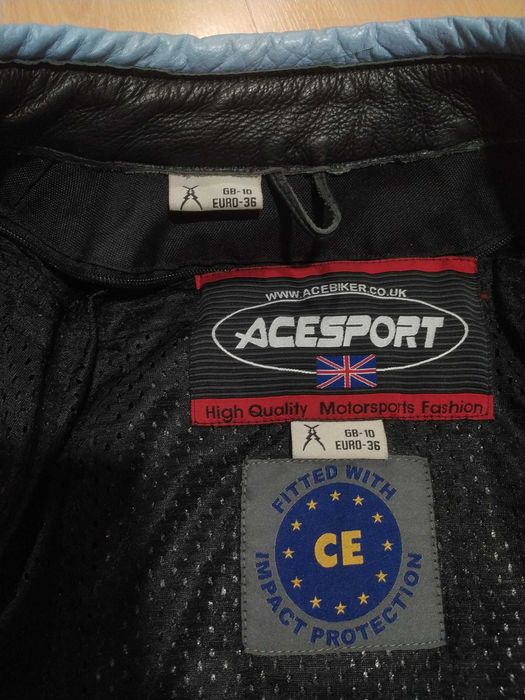 GB-10
EURO-36
WWW.ACEBIKER.CO.UK
ACESPORT
High Quality Motorsports Fashion
GB-10
EURO-36
FITTED WITH
CE
IMPACT PROTECTION